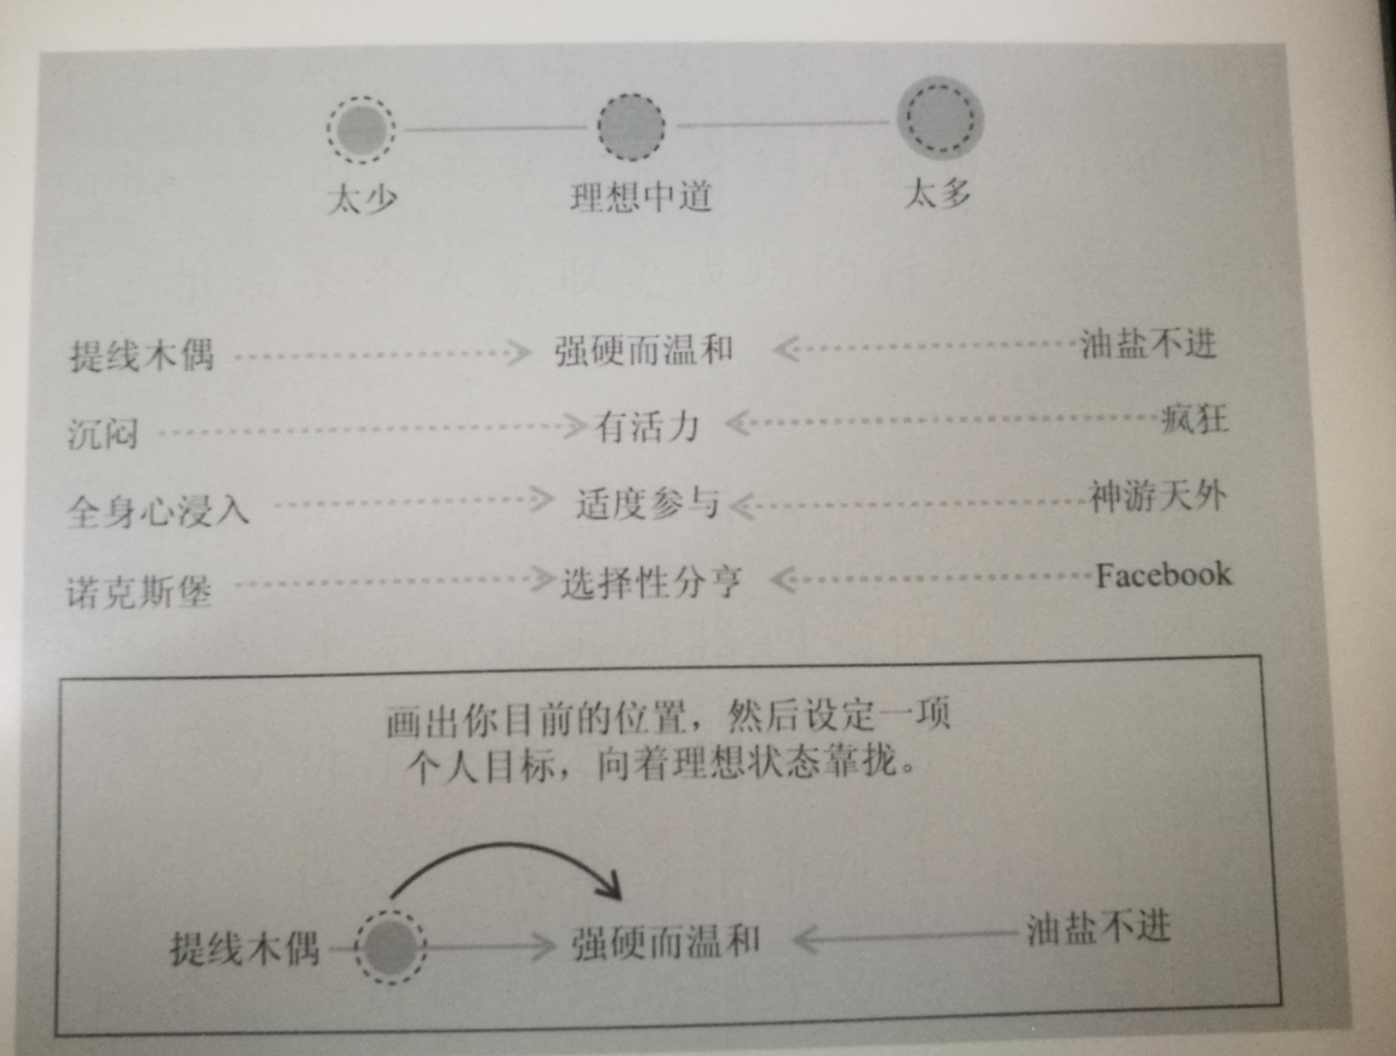 太少 理想中道 太多
提线木偶 强硬而温和 油盐不进
沉闷 有活力 疯狂
全身心浸入 适度参与 神游天外
诺克斯堡 选择性分享 Facebook
画出你目前的位置，然后设定一项
个人目标，向着理想状态靠拢。
提线木偶 强硬而温和 油盐不进